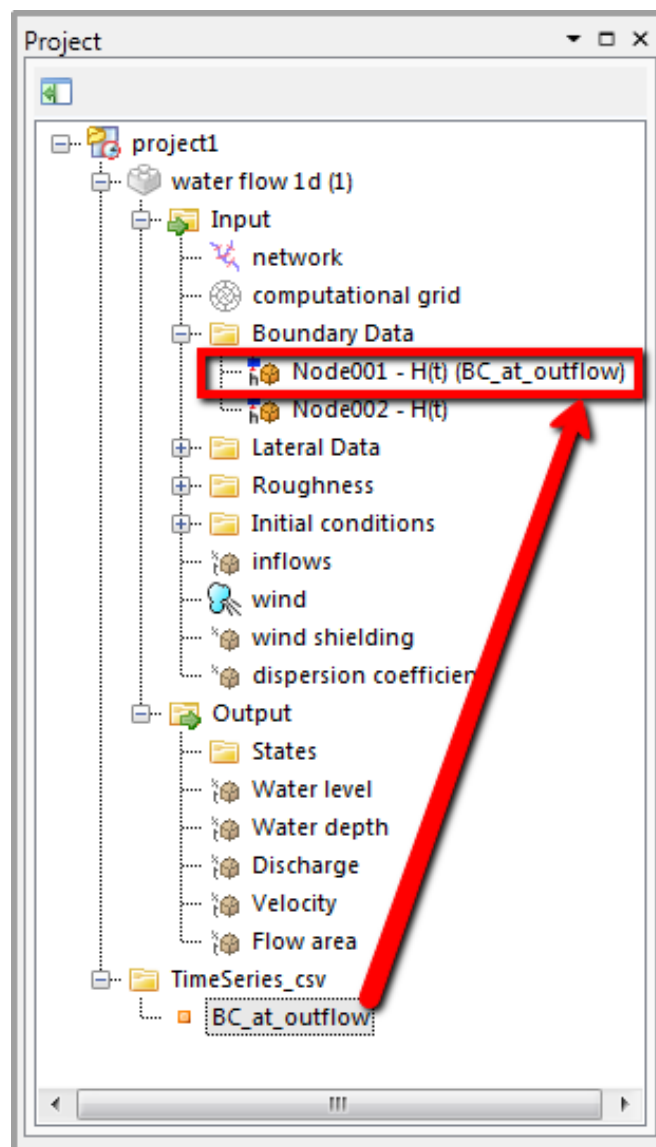 Project
project1
water flow 1d (1)
Input
network
computational grid
Boundary Data
Node001 - H(t) (BC_at_outflow)
Node002 - H(t)
Lateral Data
Roughness
Initial conditions
inflows
wind
wind shielding
dispersion coefficien
Output
States
Water level
Water depth
Discharge
Velocity
Flow area
TimeSeries_csv
BC_at_outflow